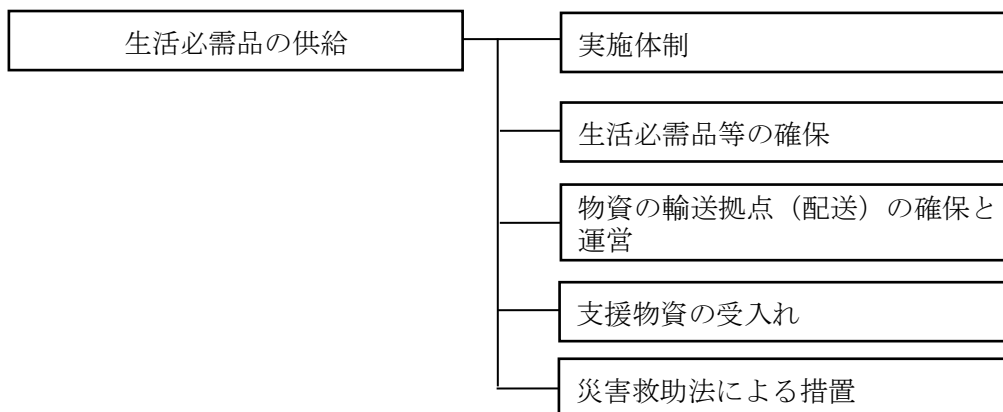 生活必需品の供給
実施体制
生活必需品等の確保
物資の輸送拠点（配送）の確保と
運営
支援物資の受入れ
災害救助法による措置